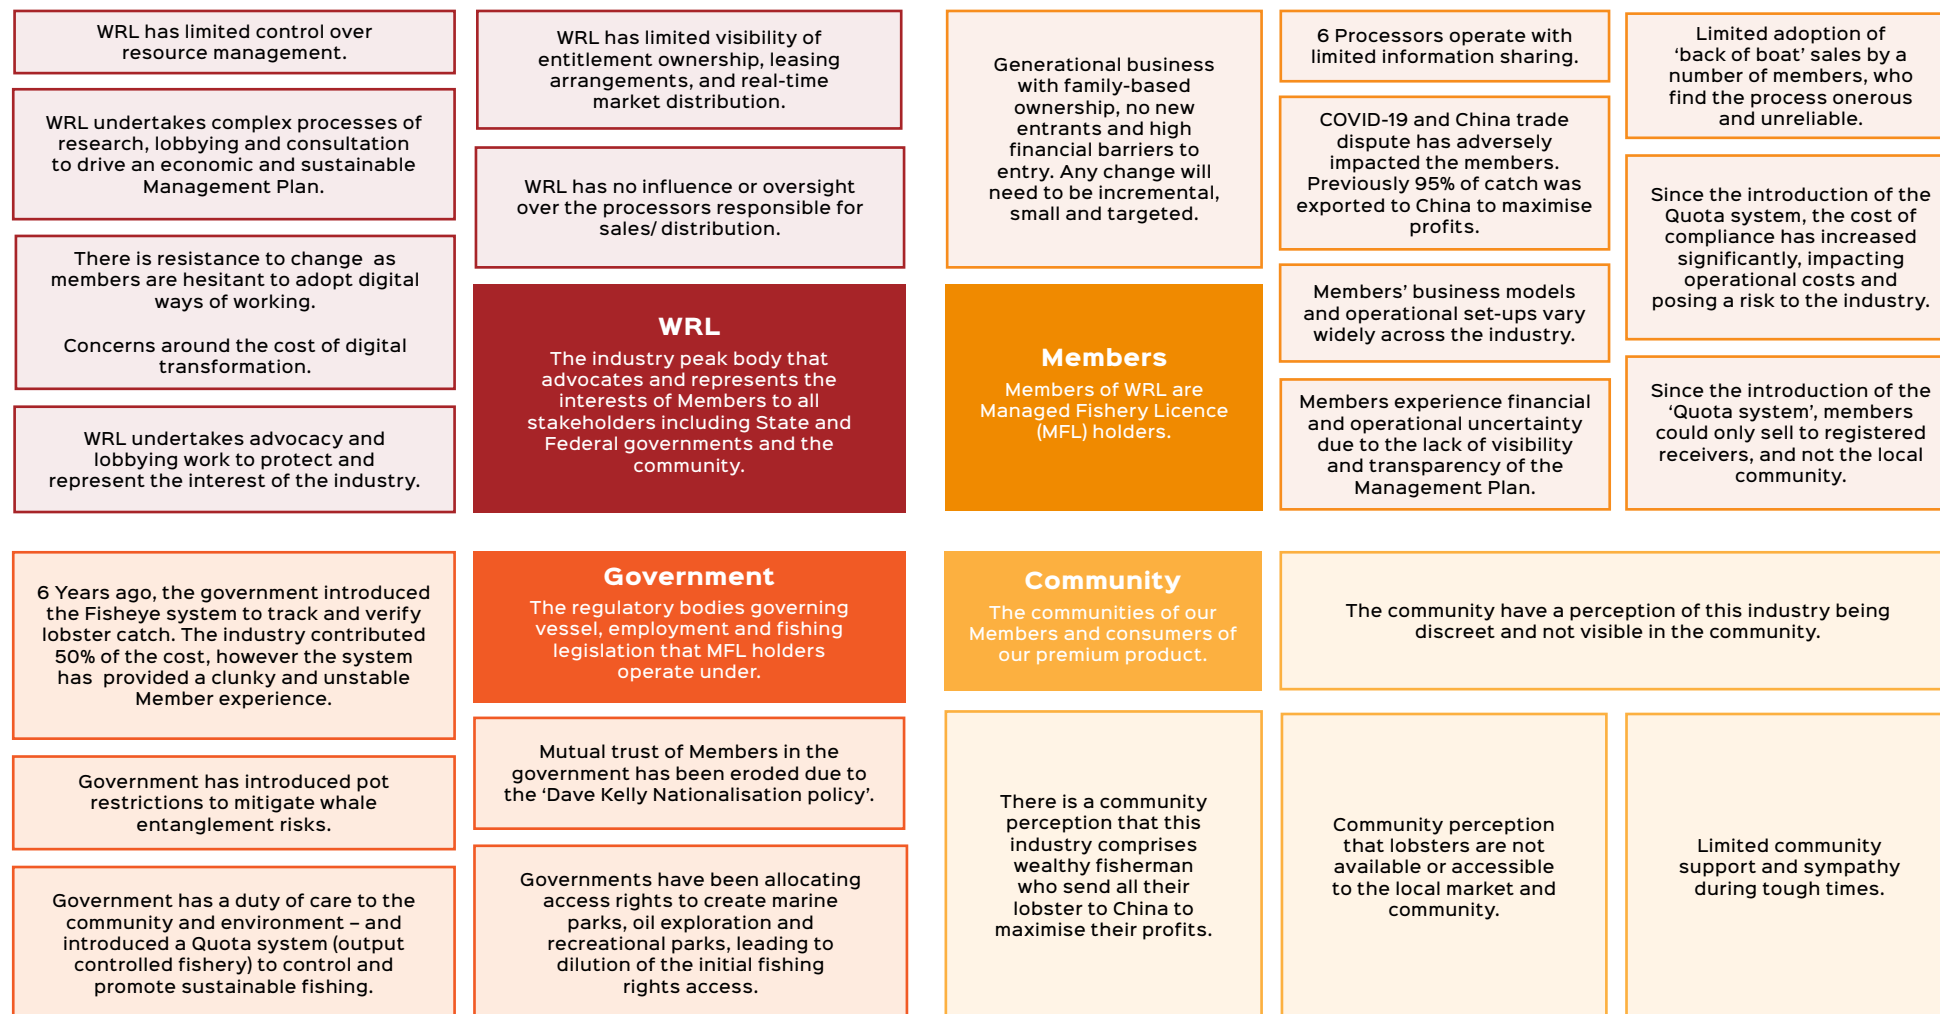 WRL has limited control over
resource management.
WRL undertakes complex processes of
research, lobbying and consultation
to drive an economic and sustainable
Management Plan.
There is resistance to change  as
members are hesitant to adopt digital
ways of working.
Concerns around the cost of digital
transformation.
WRL undertakes advocacy and
lobbying work to protect and
represent the interest of the industry.
WRL has limited visibility of
entitlement ownership, leasing
arrangements, and real-time
market distribution.
WRL has no influence or oversight
over the processors responsible for
sales/ distribution.
WRL
The industry peak body that
advocates and represents the
interests of Members to all
stakeholders including State and
Federal governments and the
community.
Generational business
with family-based
ownership, no new
entrants and high
financial barriers to
entry. Any change will
need to be incremental,
small and targeted.
Members
Members of WRL are
Managed Fishery Licence
(MFL) holders.
6 Processors operate with
limited information sharing.
COVID-19 and China trade
dispute has adversely
impacted the members.
Previously 95% of catch was
exported to China to maximise
profits.
Members’ business models
and operational set-ups vary
widely across the industry.
Members experience financial
and operational uncertainty
due to the lack of visibility
and transparency of the
Management Plan.
Limited adoption of
‘back of boat’ sales by a
number of members, who
find the process onerous
and unreliable.
Since the introduction of the
Quota system, the cost of
compliance has increased
significantly, impacting
operational costs and
posing a risk to the industry.
Since the introduction of the
‘Quota system’, members
could only sell to registered
receivers, and not the local
community.
6 Years ago, the government introduced
the Fisheye system to track and verify
lobster catch. The industry contributed
50% of the cost, however the system
has  provided a clunky and unstable
Member experience.
Government has introduced pot
restrictions to mitigate whale
entanglement risks.
Government has a duty of care to the
community and environment – and
introduced a Quota system (output
controlled fishery) to control and
promote sustainable fishing.
Government
The regulatory bodies governing
vessel, employment and fishing
legislation that MFL holders
operate under.
Mutual trust of Members in the
government has been eroded due to
the ‘Dave Kelly Nationalisation policy’.
Governments have been allocating
access rights to create marine
parks, oil exploration and
recreational parks, leading to
dilution of the initial fishing
rights access.
Community
The communities of our
Members and consumers of
our premium product.
The community have a perception of this industry being
discreet and not visible in the community.
There is a community
perception that this
industry comprises
wealthy fisherman
who send all their
lobster to China to
maximise their profits.
Community perception
that lobsters are not
available or accessible
to the local market and
community.
Limited community
support and sympathy
during tough times.